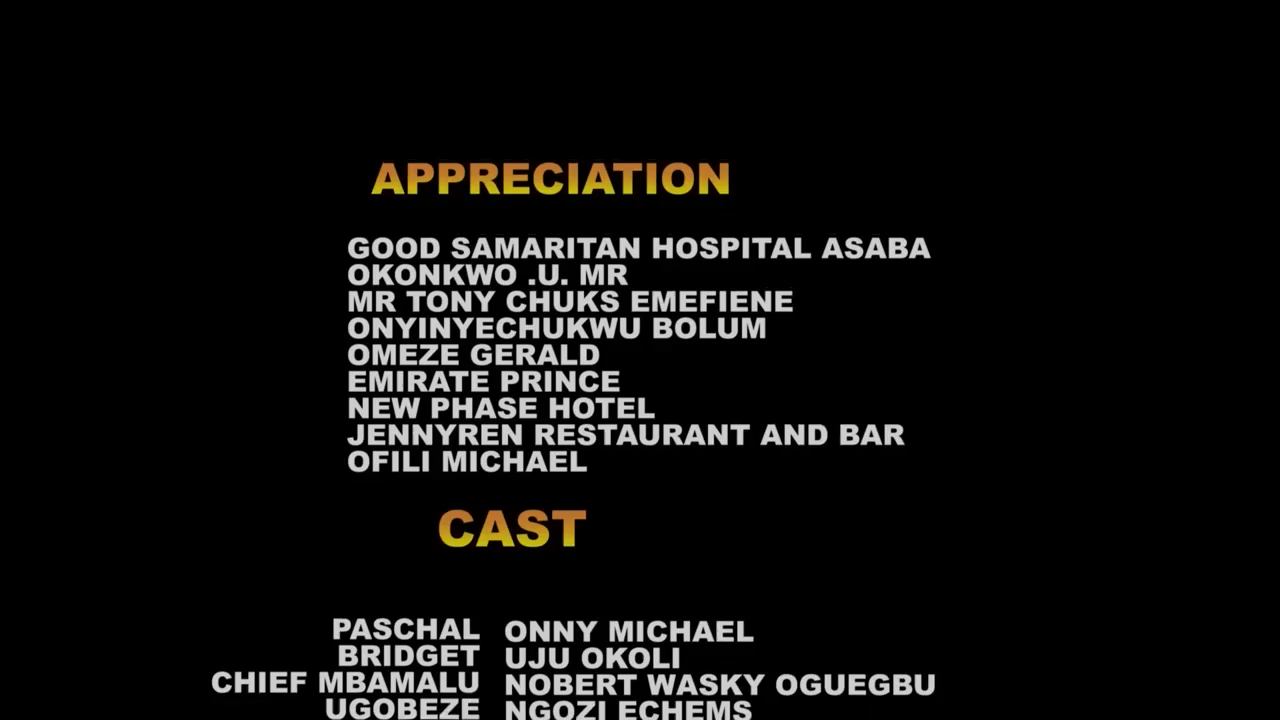 APPRECIATION
GOOD SAMARITAN HOSPITAL ASABA
OKONKWO .U. MR
MR TONY CHUKS EMEFIENE
ONYINYECHUKWU BOLUM
OMEZE GERALD
EMIRATE PRINCE
NEW PHASE HOTEL
JENNYREN RESTAURANT AND BAR
OFILI MICHAEL
CAST
PASCHAL ONNY MICHAEL
BRIDGET UJU OKOLI
CHIEF MBAMALU NOBERT WASKY OGUEGBU
UGOBEZE NGOZI ECHEMS